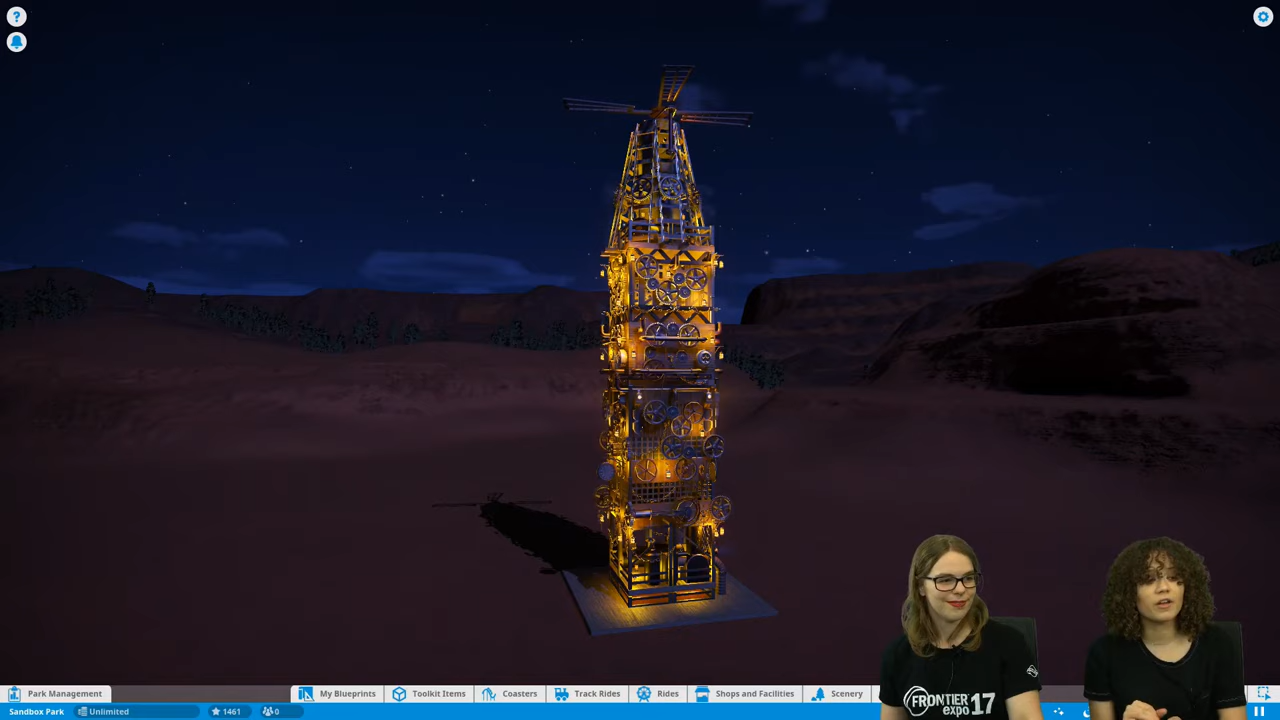 ?
Park Management
My Blueprints
Toolkit Items
Coasters
Track Rides
Rides
Shops and Facilities
Scenery
Sandbox Park
Unlimited
1461
0
FRONTIER
expo 17